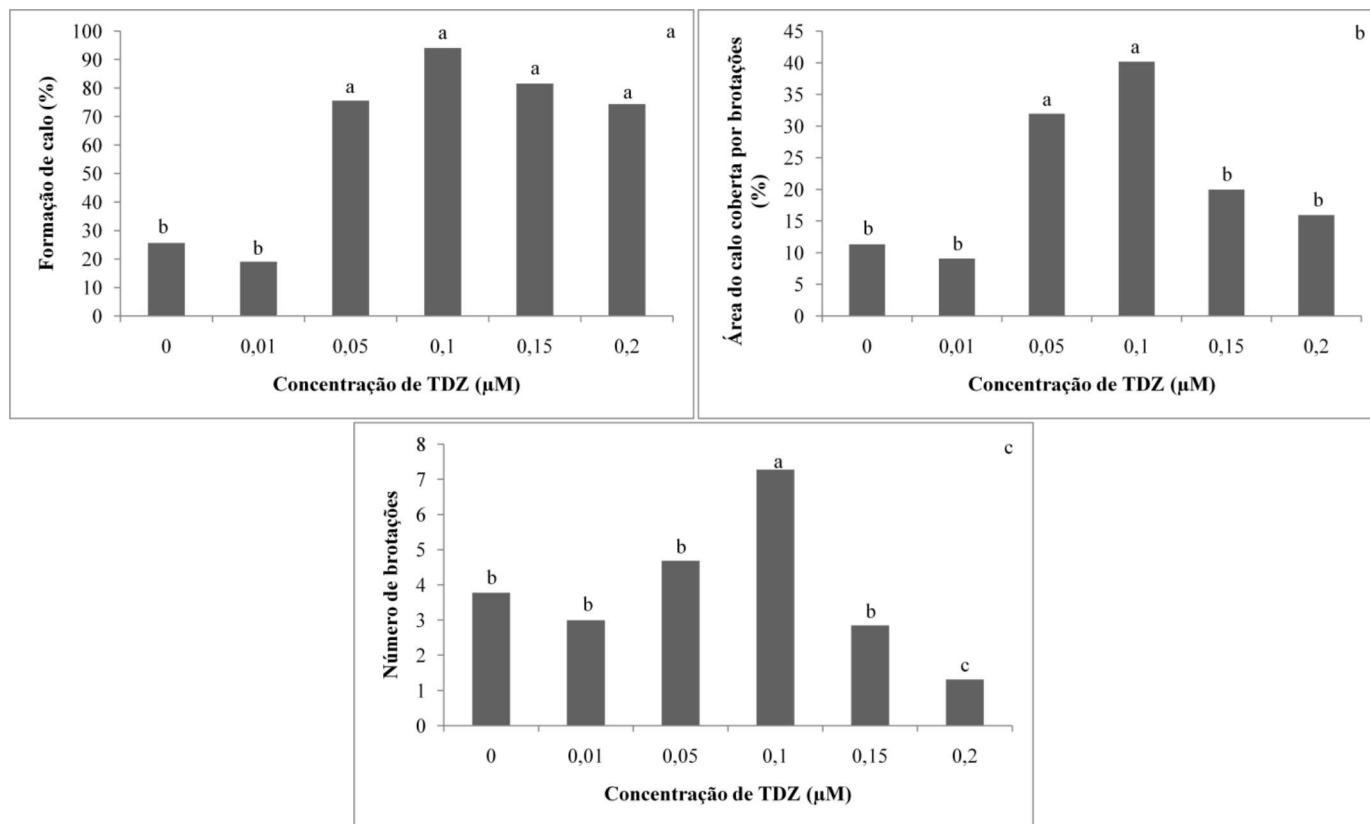 a
Formação de calo (%)
100
90
80
70
60
50
40
30
20
10
0
b
b
a
a
a
a
0
0,01
0,05
0,1
0,15
0,2
Concentração de TDZ (µM)
b
Área do calo coberta por brotações
(%)
45
40
35
30
25
20
15
10
5
0
b
b
a
a
b
b
0
0,01
0,05
0,1
0,15
0,2
Concentração de TDZ (µM)
c
Número de brotações
8
7
6
5
4
3
2
1
0
b
b
b
a
b
c
0
0,01
0,05
0,1
0,15
0,2
Concentração de TDZ (µM)